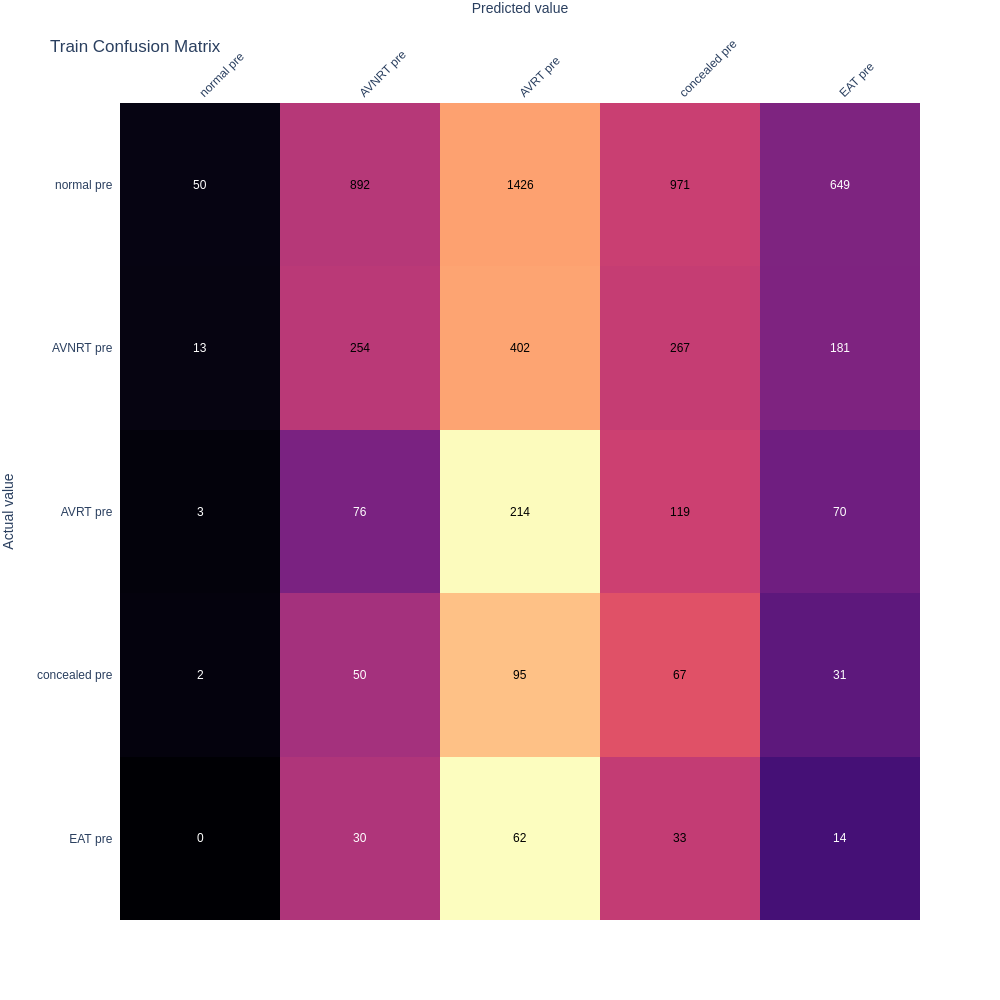 Predicted value
Train Confusion Matrix
normal pre AVNRT pre AVRT pre concealed pre EAT pre
normal pre 50 892 1426 971 649
AVNRT pre 13 254 402 267 181
AVRT pre 3 76 214 119 70
concealed pre 2 50 95 67 31
EAT pre 0 30 62 33 14
Actual value